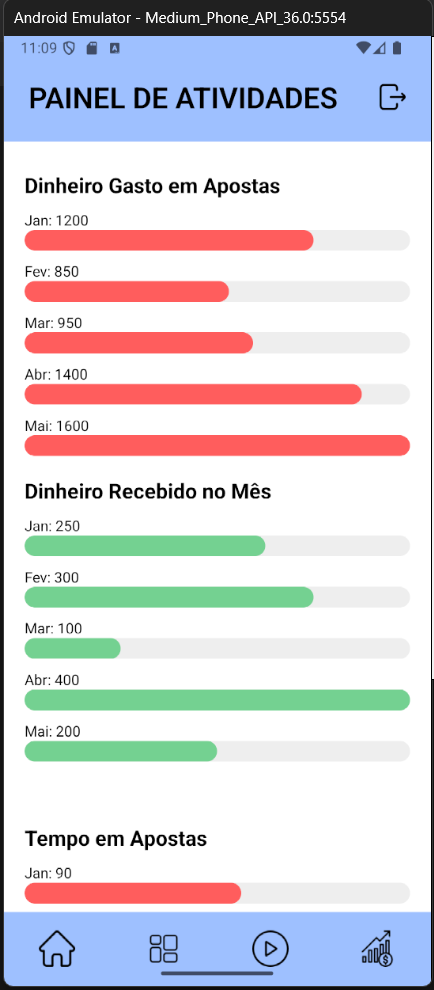 Android Emulator - Medium_Phone_API_36.0:5554
11:09
PAINEL DE ATIVIDADES
Dinheiro Gasto em Apostas
Jan: 1200
Fev: 850
Mar: 950
Abr: 1400
Mai: 1600
Dinheiro Recebido no Mês
Jan: 250
Fev: 300
Mar: 100
Abr: 400
Mai: 200
Tempo em Apostas
Jan: 90